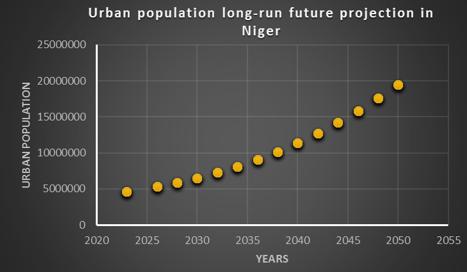 Urban population long-run future projection in
Niger
25000000
20000000
15000000
10000000
5000000
0
URBAN POPULATION
2020 2025 2030 2035 2040 2045 2050 2055
YEARS